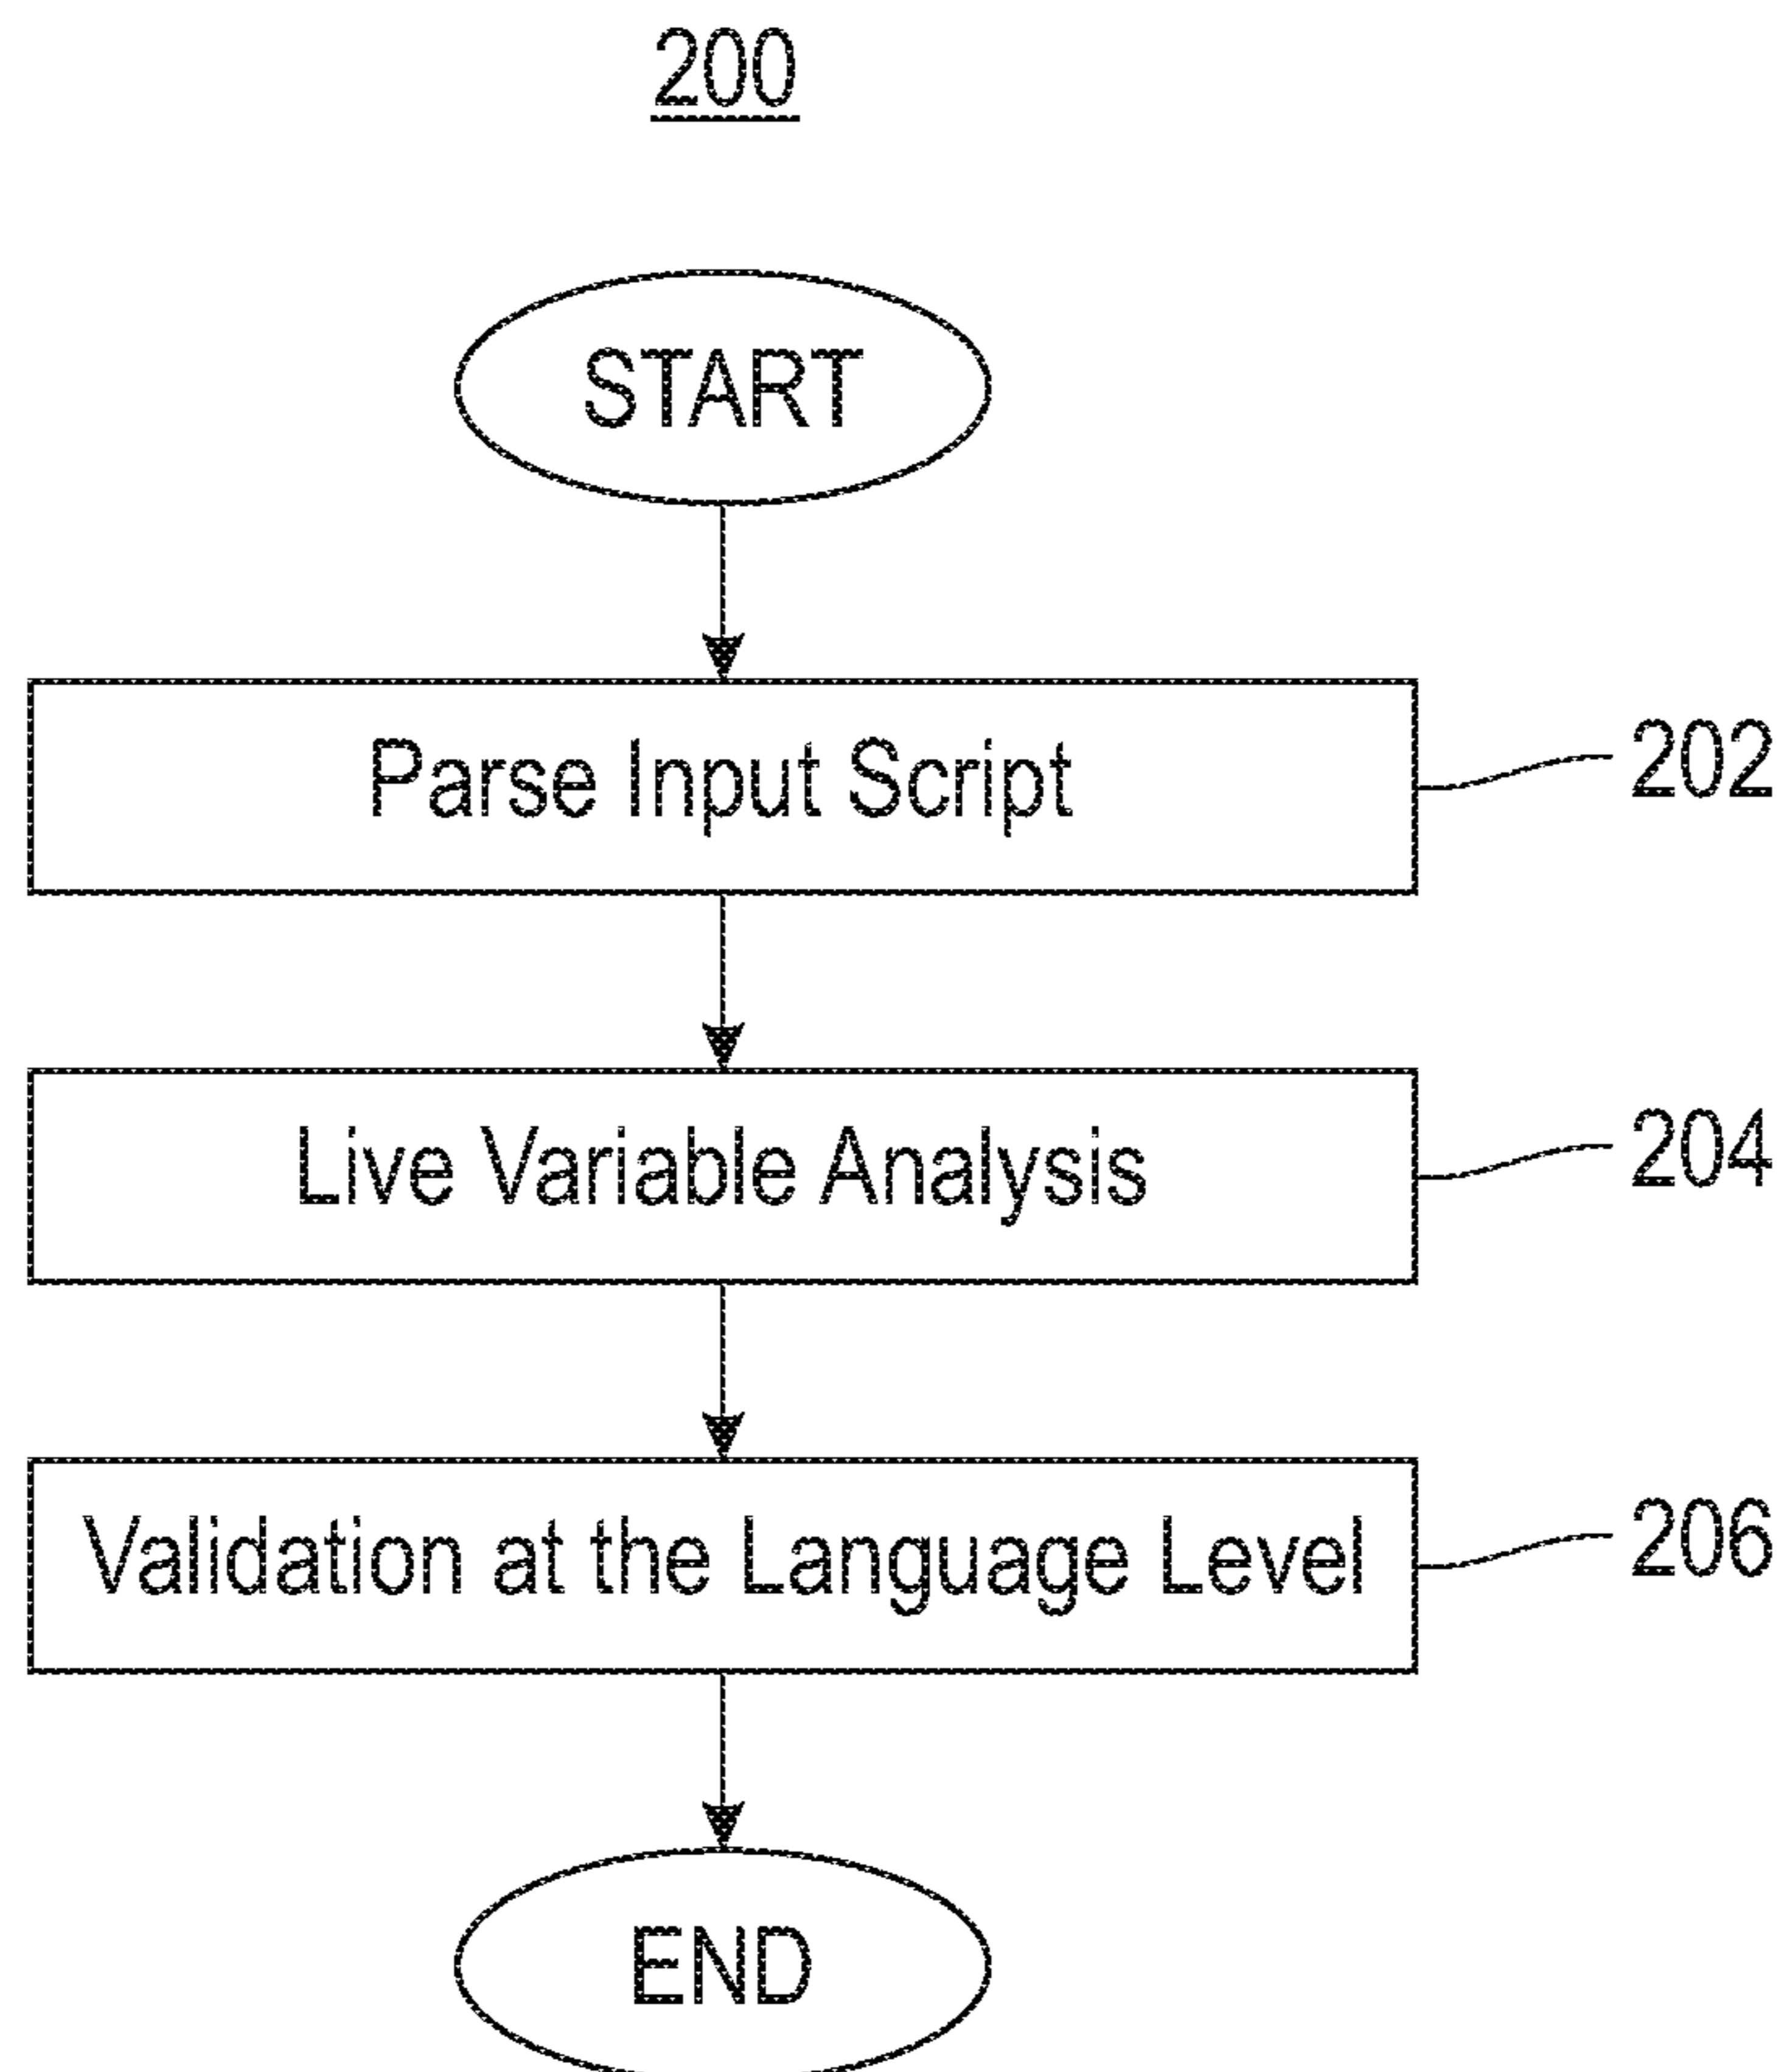 200
START
Parse Input Script
202
Live Variable Analysis
204
Validation at the Language Level
206
END